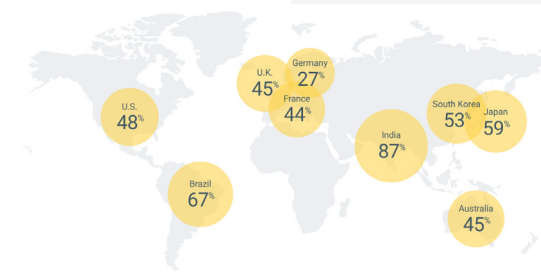 Germany
27%
U.K.
45%
France
44%
U.S.
48%
South Korea
53%
Japan
59%
India
87%
Brazil
67%
Australia
45%